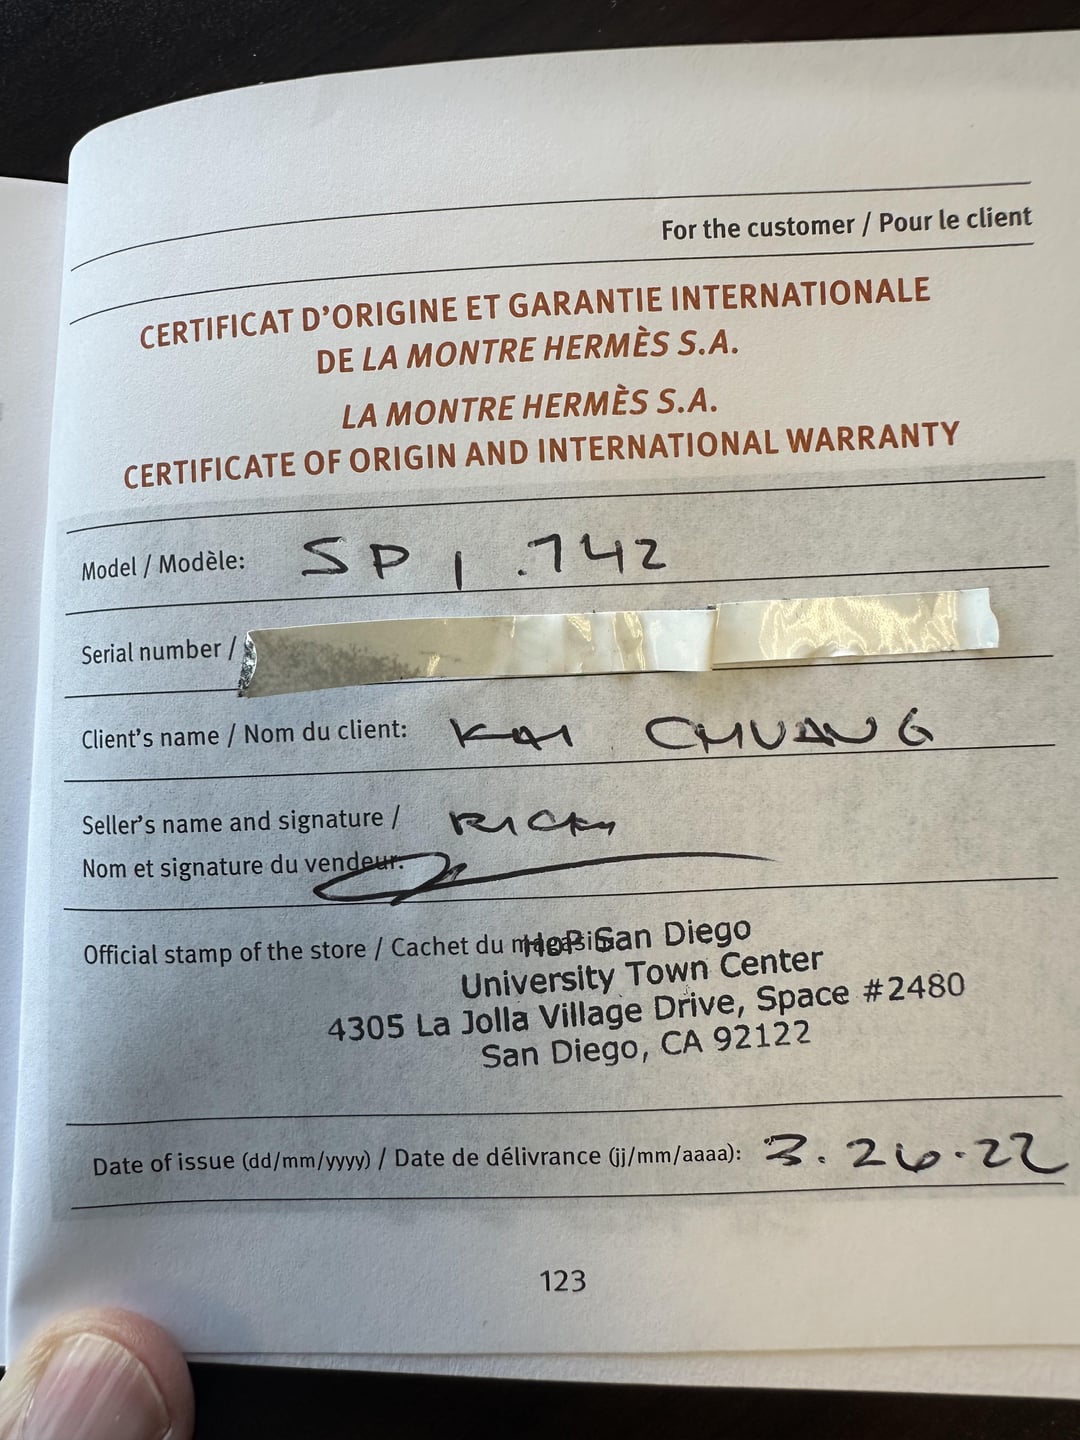 For the customer / Pour le client
CERTIFICAT D'ORIGINE ET GARANTIE INTERNATIONALE
DE LA MONTRE HERMÈS S.A.
LA MONTRE HERMÈS S.A.
CERTIFICATE OF ORIGIN AND INTERNATIONAL WARRANTY
Model / Modèle: SP1.742
Serial number /
Client's name / Nom du client: KAI CHUANG
Seller's name and signature / RICKY
Nom et signature du vendeur:
Official stamp of the store / Cachet du magasin
HOP San Diego
University Town Center
4305 La Jolla Village Drive, Space #2480
San Diego, CA 92122
Date of issue (dd/mm/yyyy) / Date de délivrance (jj/mm/aaaa): 3.26.22
123